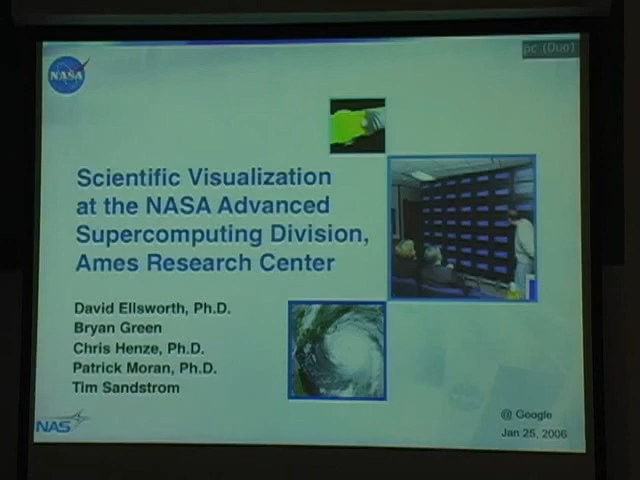 pc (Duo)
NASA
Scientific Visualization
at the NASA Advanced
Supercomputing Division,
Ames Research Center
David Ellsworth, Ph.D.
Bryan Green
Chris Henze, Ph.D.
Patrick Moran, Ph.D.
Tim Sandstrom
NAS
@ Google
Jan 25, 2006